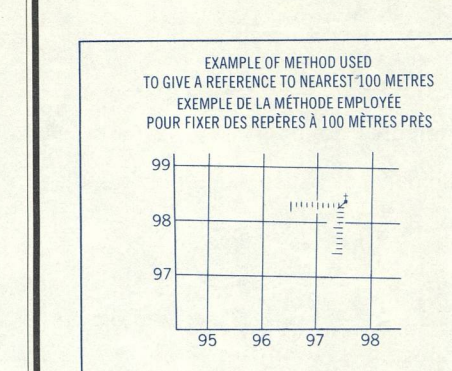 EXAMPLE OF METHOD USED
TO GIVE A REFERENCE TO NEAREST 100 METRES
EXEMPLE DE LA MÉTHODE EMPLOYÉE
POUR FIXER DES REPÈRES À 100 MÈTRES PRÈS
99
98
97
95 96 97 98